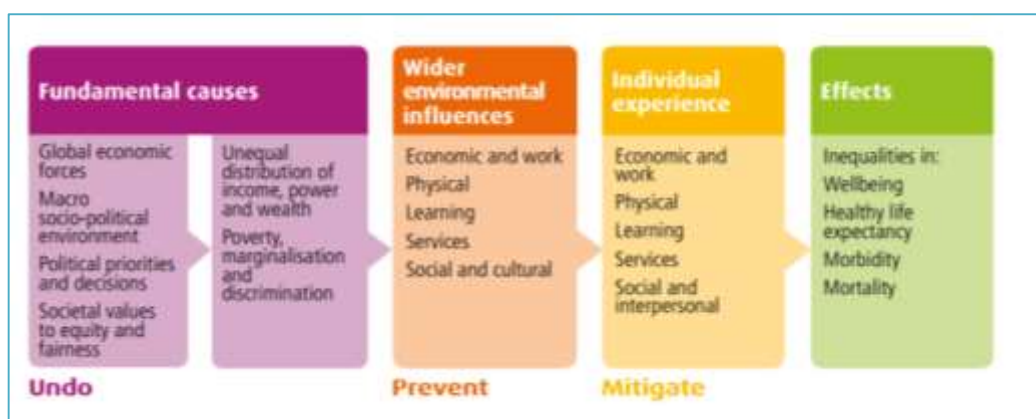 Fundamental causes
Global economic
forces
Macro
socio-political
environment
Political priorities
and decisions
Societal values
to equity and
fairness
Unequal
distribution of
income, power
and wealth
Poverty,
marginalisation
and
discrimination
Undo
Wider
environmental
influences
Economic and work
Physical
Learning
Services
Social and cultural
Prevent
Individual
experience
Economic and
work
Physical
Learning
Services
Social and
interpersonal
Mitigate
Effects
Inequalities in:
Wellbeing
Healthy life
expectancy
Morbidity
Mortality